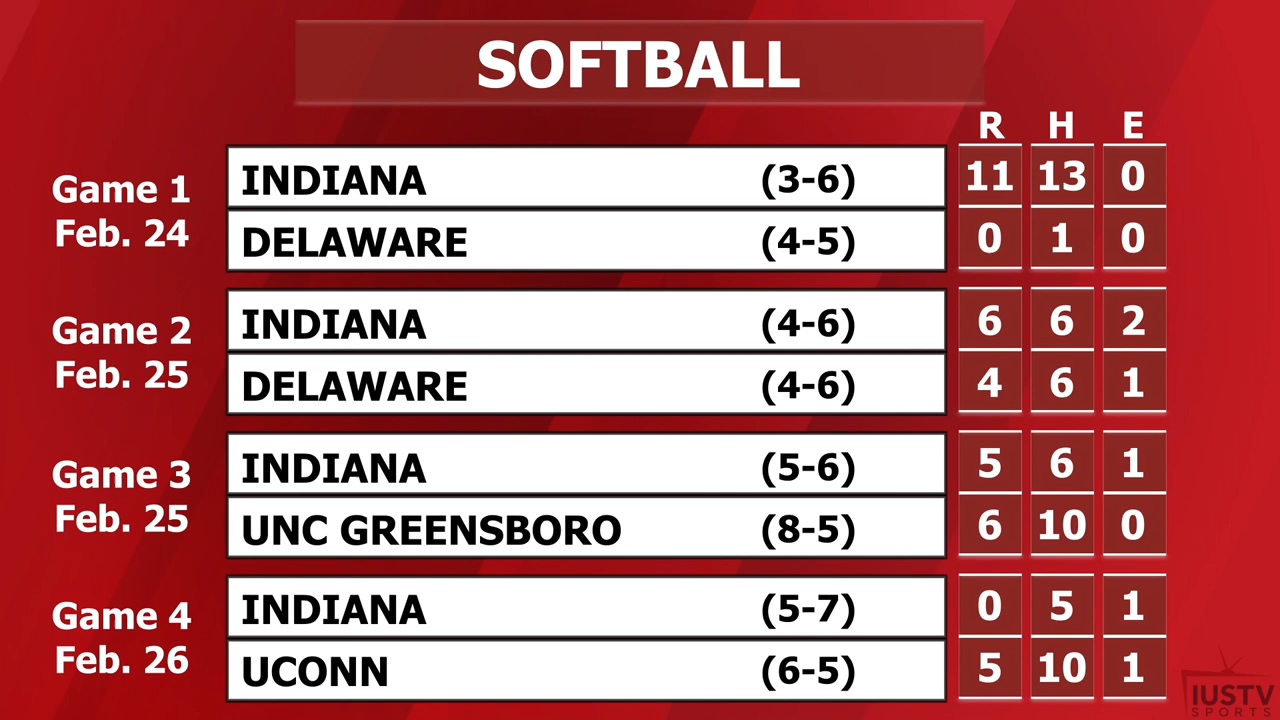 SOFTBALL
R H E
Game 1
Feb. 24
INDIANA (3-6) 11 13 0
DELAWARE (4-5) 0 1 0
Game 2
Feb. 25
INDIANA (4-6) 6 6 2
DELAWARE (4-6) 4 6 1
Game 3
Feb. 25
INDIANA (5-6) 5 6 1
UNC GREENSBORO (8-5) 6 10 0
Game 4
Feb. 26
INDIANA (5-7) 0 5 1
UCONN (6-5) 5 10 1
IUSTV
SPORTS